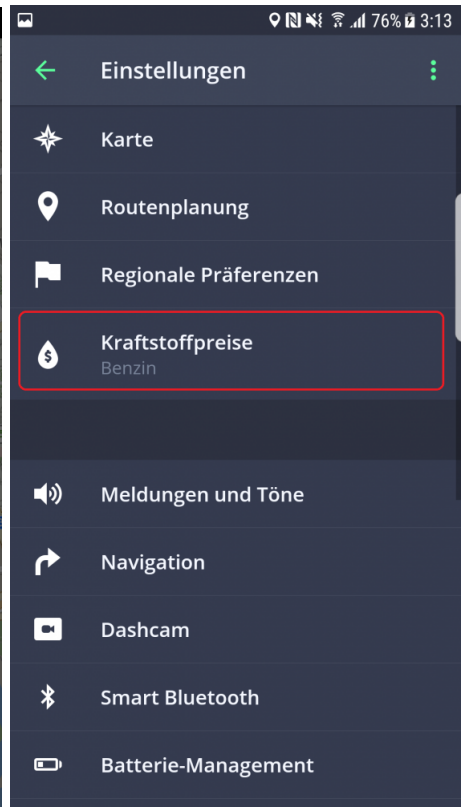 76% 3:13
Einstellungen
Karte
Routenplanung
Regionale Präferenzen
Kraftstoffpreise
Benzin
Meldungen und Töne
Navigation
Dashcam
Smart Bluetooth
Batterie-Management